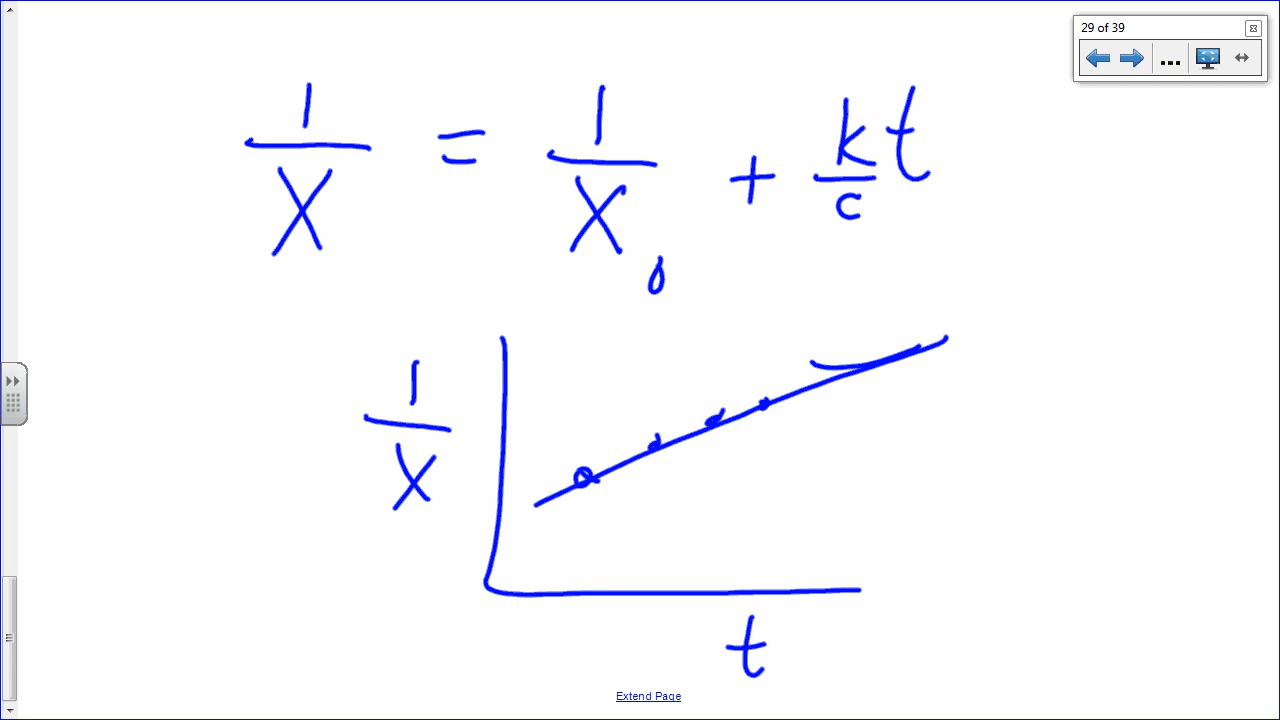 29 of 39
...
1/X = 1/X₀ + k/c t
1/X
t
Extend Page